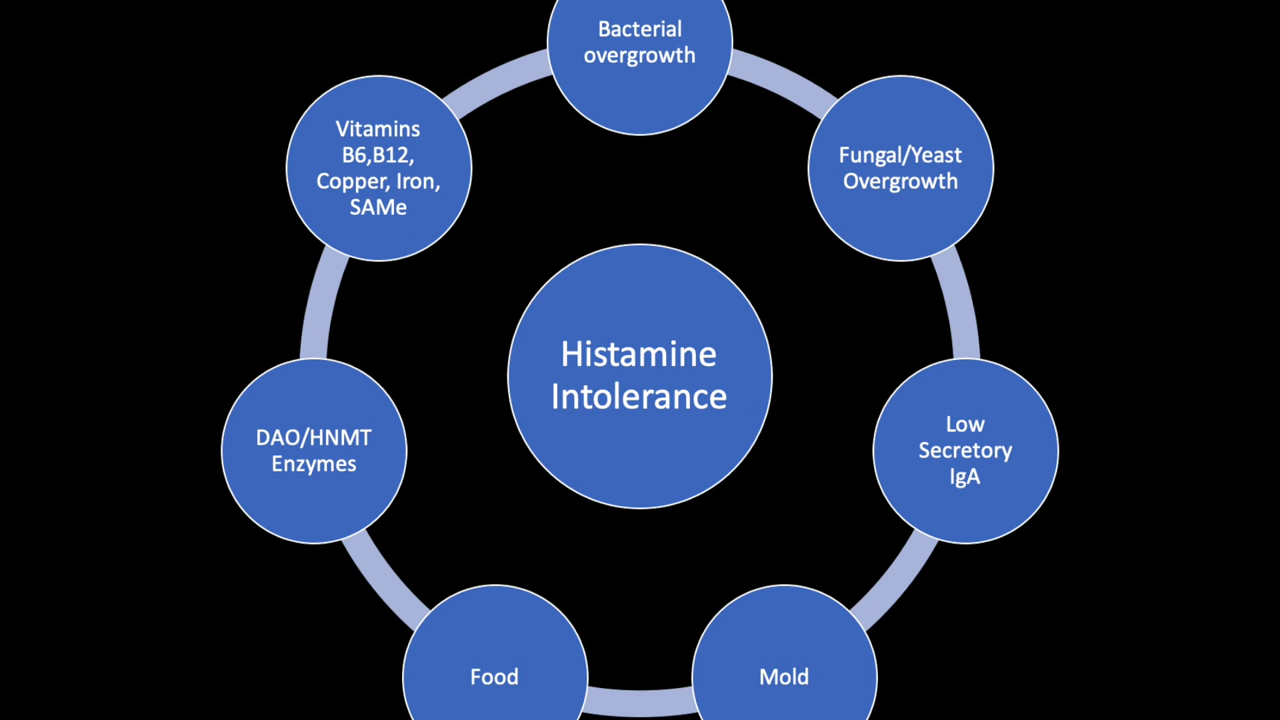 Bacterial
overgrowth
Vitamins
B6,B12,
Copper, Iron,
SAMe
Fungal/Yeast
Overgrowth
Histamine
Intolerance
DAO/HNMT
Enzymes
Low
Secretory
IgA
Food
Mold